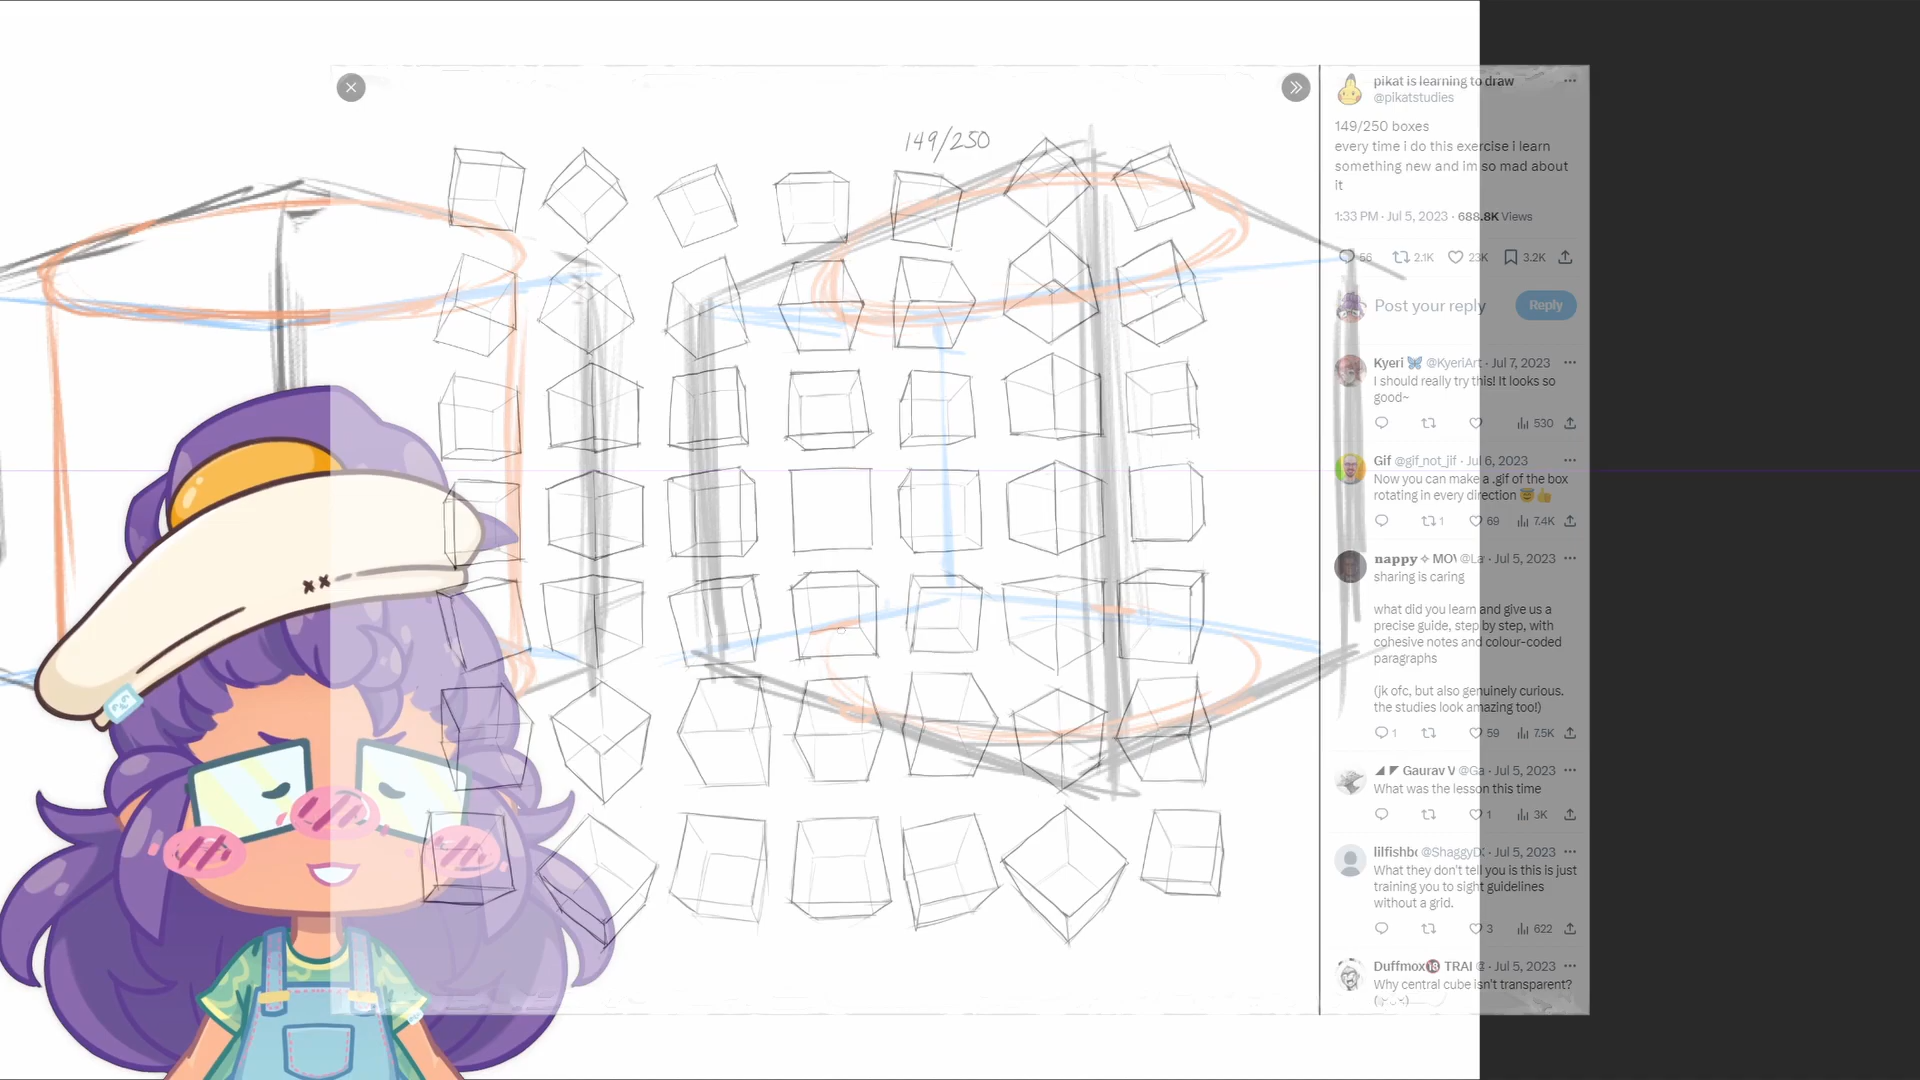 149/250
pikat is learning to draw
@pikatstudies
149/250 boxes
every time i do this exercise i learn
something new and im so mad about
it
1:33 PM · Jul 5, 2023 · 688.8K Views
56 2.1K 23K 3.2K
Post your reply
Reply
Kyeri 🦋 @KyeriArt · Jul 7, 2023
I should really try this! It looks so
good~
530
Gif @gif_not_jif · Jul 6, 2023
Now you can make a .gif of the box
rotating in every direction 😇👍
1 69 7.4K
nappy ✧ @La · Jul 5, 2023
sharing is caring
what did you learn and give us a
precise guide, step by step, with
cohesive notes and colour-coded
paragraphs
(jk ofc, but also genuinely curious.
the studies look amazing too!)
1 59 7.5K
◢ ◤ Gaurav V @Ga · Jul 5, 2023
What was the lesson this time
1 3K
@ShaggyD · Jul 5, 2023
What they don't tell you is this is just
training you to sight guidelines
without a grid.
3 622
Duffmox🔞 TRAI · Jul 5, 2023
Why central cube isn't transparent?